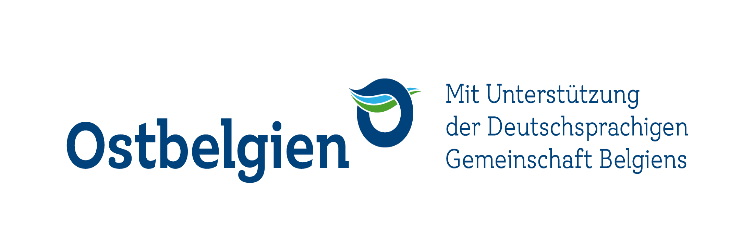 Ostbelgien
Mit Unterstützung
der Deutschsprachigen
Gemeinschaft Belgiens